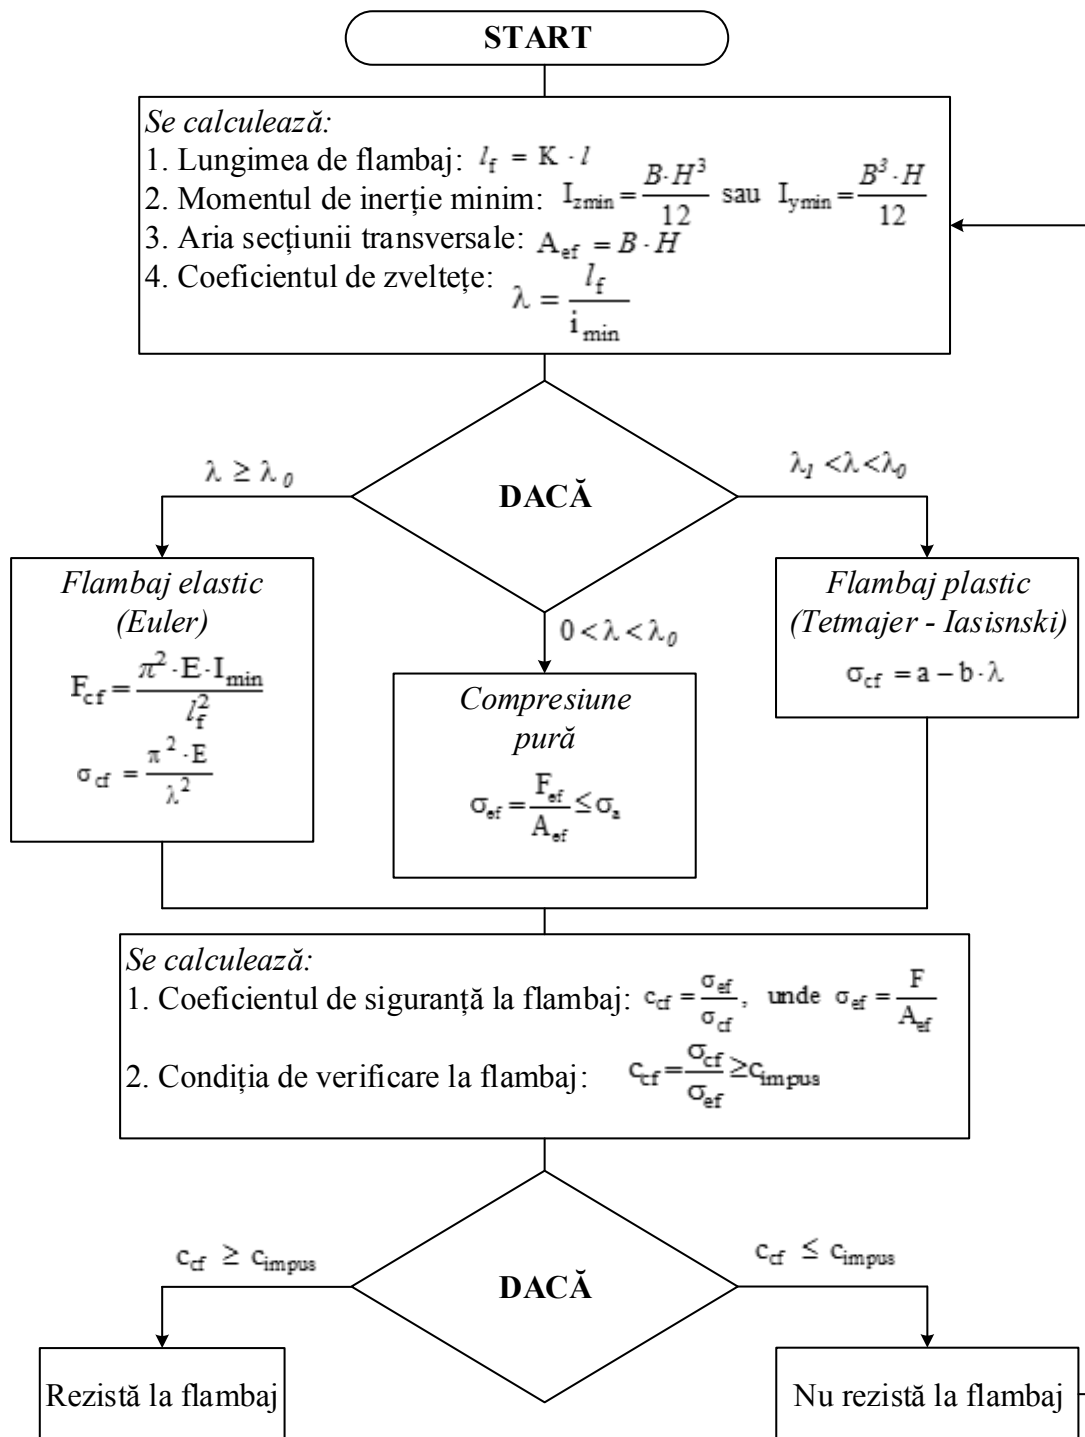 START
Se calculează:
1. Lungimea de flambaj: l_f = K · l
2. Momentul de inerție minim: I_zmin = B·H³/12 sau I_ymin = B³·H/12
3. Aria secțiunii transversale: A_ef = B · H
4. Coeficientul de zveltețe: λ = l_f / i_min
λ ≥ λ_0
DACĂ
λ_1 < λ < λ_0
0 < λ < λ_0
Flambaj elastic
(Euler)
F_cf = π² · E · I_min / l_f²
σ_cf = π² · E / λ²
Compresiune
pură
σ_ef = F_ef / A_ef ≤ σ_a
Flambaj plastic
(Tetmajer - Iasisnski)
σ_cf = a – b · λ
Se calculează:
1. Coeficientul de siguranță la flambaj: c_cf = σ_ef / σ_cf, unde σ_ef = F / A_ef
2. Condiția de verificare la flambaj: c_cf = σ_cf / σ_ef ≥ c_impus
c_cf ≥ c_impus
DACĂ
c_cf ≤ c_impus
Rezistă la flambaj
Nu rezistă la flambaj